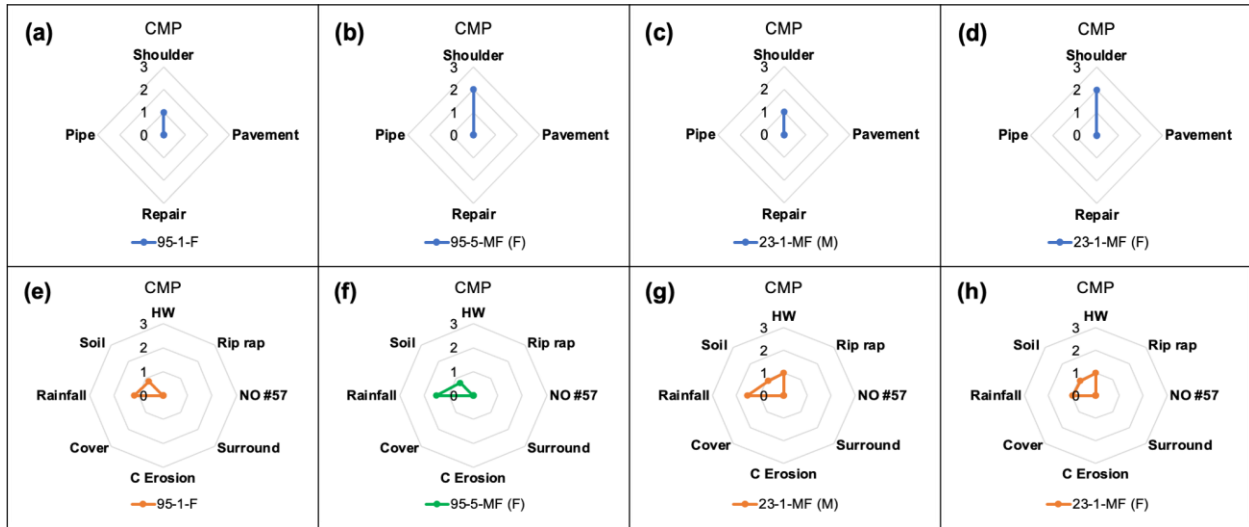 (a)
CMP
Shoulder
3
2
1
0
Pipe
Pavement
Repair
95-1-F
(b)
CMP
Shoulder
3
2
1
0
Pipe
Pavement
Repair
95-5-MF (F)
(c)
CMP
Shoulder
3
2
1
0
Pipe
Pavement
Repair
23-1-MF (M)
(d)
CMP
Shoulder
3
2
1
0
Pipe
Pavement
Repair
23-1-MF (F)
(e)
CMP
HW
3
2
1
0
Soil
Rip rap
Rainfall
NO #57
Cover
Surround
C Erosion
95-1-F
(f)
CMP
HW
3
2
1
0
Soil
Rip rap
Rainfall
NO #57
Cover
Surround
C Erosion
95-5-MF (F)
(g)
CMP
HW
3
2
1
0
Soil
Rip rap
Rainfall
NO #57
Cover
Surround
C Erosion
23-1-MF (M)
(h)
CMP
HW
3
2
1
0
Soil
Rip rap
Rainfall
NO #57
Cover
Surround
C Erosion
23-1-MF (F)